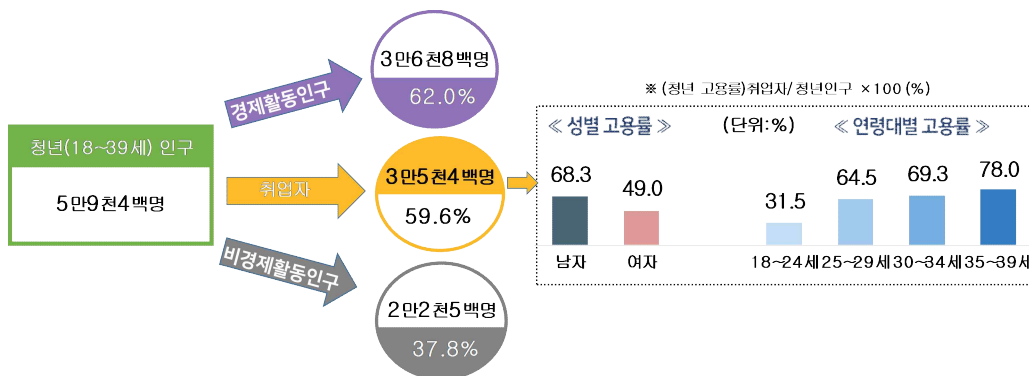 청년(18~39세) 인구
5만9천4백명
경제활동인구
3만6천8백명
62.0%
취업자
3만5천4백명
59.6%
비경제활동인구
2만2천5백명
37.8%
※ (청년 고용률)취업자/청년인구 ×100(%)
≪ 성별 고용률 ≫ (단위:%) ≪ 연령대별 고용률 ≫
68.3 49.0 31.5 64.5 69.3 78.0
남자 여자 18~24세 25~29세 30~34세 35~39세